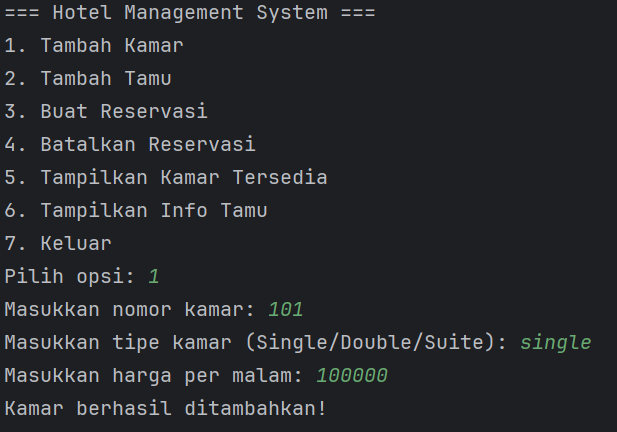 === Hotel Management System ===
1. Tambah Kamar
2. Tambah Tamu
3. Buat Reservasi
4. Batalkan Reservasi
5. Tampilkan Kamar Tersedia
6. Tampilkan Info Tamu
7. Keluar
Pilih opsi: 1
Masukkan nomor kamar: 101
Masukkan tipe kamar (Single/Double/Suite): single
Masukkan harga per malam: 100000
Kamar berhasil ditambahkan!